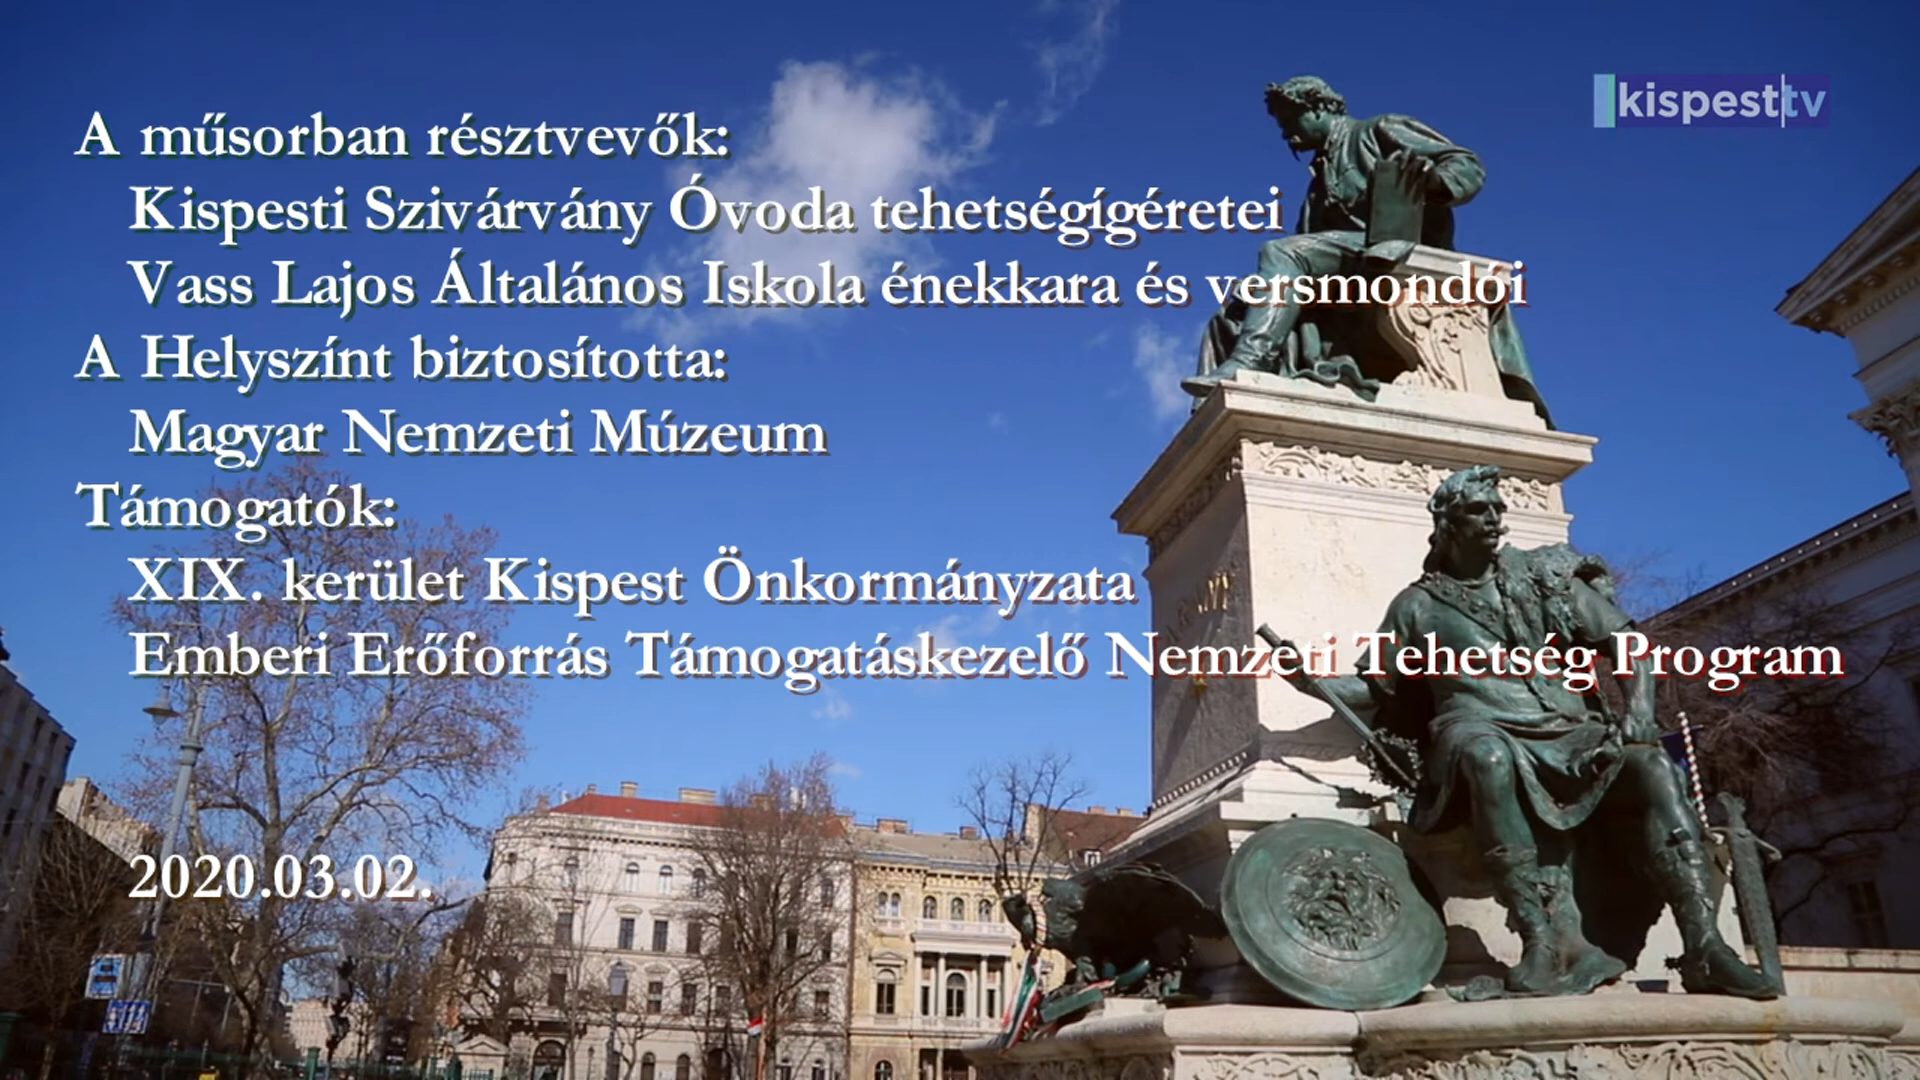 kispest tv
A műsorban résztvevők:
Kispesti Szivárvány Óvoda tehetségígéretei
Vass Lajos Általános Iskola énekkara és versmondói
A Helyszínt biztosította:
Magyar Nemzeti Múzeum
Támogatók:
XIX. kerület Kispest Önkormányzata
Emberi Erőforrás Támogatáskezelő Nemzeti Tehetség Program
2020.03.02.